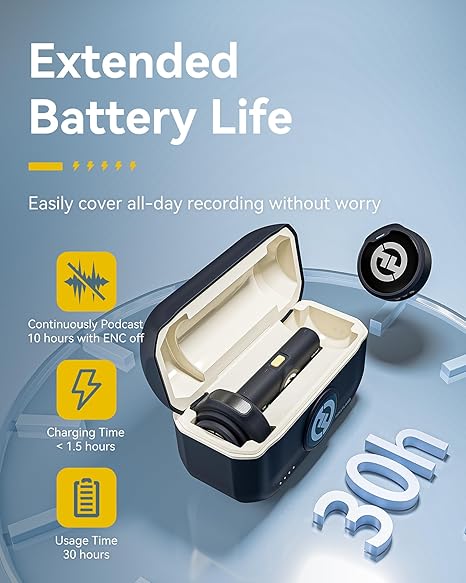 Extended
Battery Life
Easily cover all-day recording without worry
Continuously Podcast
10 hours with ENC off
Charging Time
< 1.5 hours
Usage Time
30 hours
30h